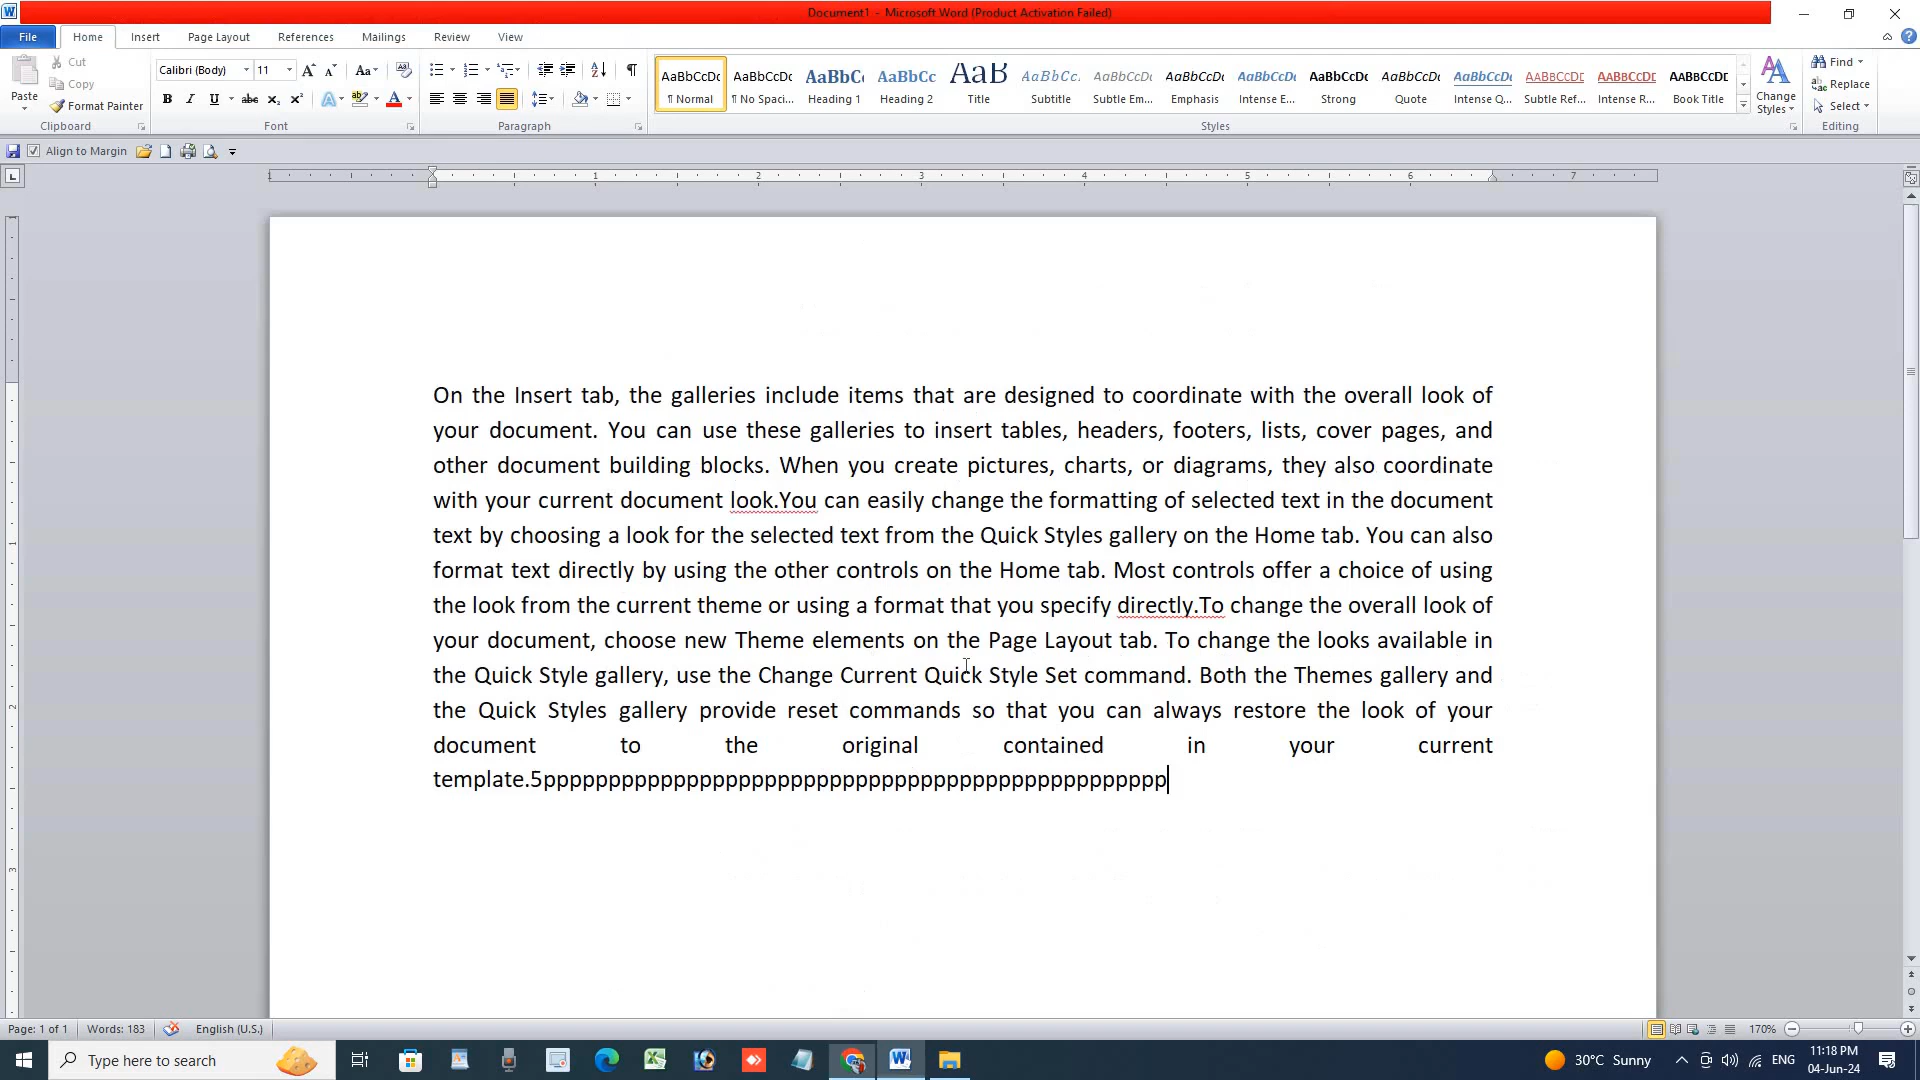 Document1 - Microsoft Word (Product Activation Failed)
File Home Insert Page Layout References Mailings Review View
Paste Cut Copy Format Painter
Clipboard
Calibri (Body) 11
Font
Paragraph
AaBbCcDc AaBbCcDc AaBbC AaBbCc AaB AaBbCc. AaBbCcDc AaBbCcDc AaBbCcDc AaBbCcDc AaBbCcDc AaBbCcDc AABBCCDE AABBCCDE AABBCCDE
¶ Normal ¶ No Spaci... Heading 1 Heading 2 Title Subtitle Subtle Em... Emphasis Intense E... Strong Quote Intense Q... Subtle Ref... Intense R... Book Title
Change Styles
Styles
Find
Replace
Select
Editing
Align to Margin
1 1 2 3 4 5 6 7
On the Insert tab, the galleries include items that are designed to coordinate with the overall look of
your document. You can use these galleries to insert tables, headers, footers, lists, cover pages, and
other document building blocks. When you create pictures, charts, or diagrams, they also coordinate
with your current document look.You can easily change the formatting of selected text in the document
text by choosing a look for the selected text from the Quick Styles gallery on the Home tab. You can also
format text directly by using the other controls on the Home tab. Most controls offer a choice of using
the look from the current theme or using a format that you specify directly.To change the overall look of
your document, choose new Theme elements on the Page Layout tab. To change the looks available in
the Quick Style gallery, use the Change Current Quick Style Set command. Both the Themes gallery and
the Quick Styles gallery provide reset commands so that you can always restore the look of your
document to the original contained in your current
template.5pppppppppppppppppppppppppppppppppppppppppppppppp
Page: 1 of 1 Words: 183 English (U.S.) 170%
Type here to search 30°C Sunny ENG 11:18 PM
04-Jun-24